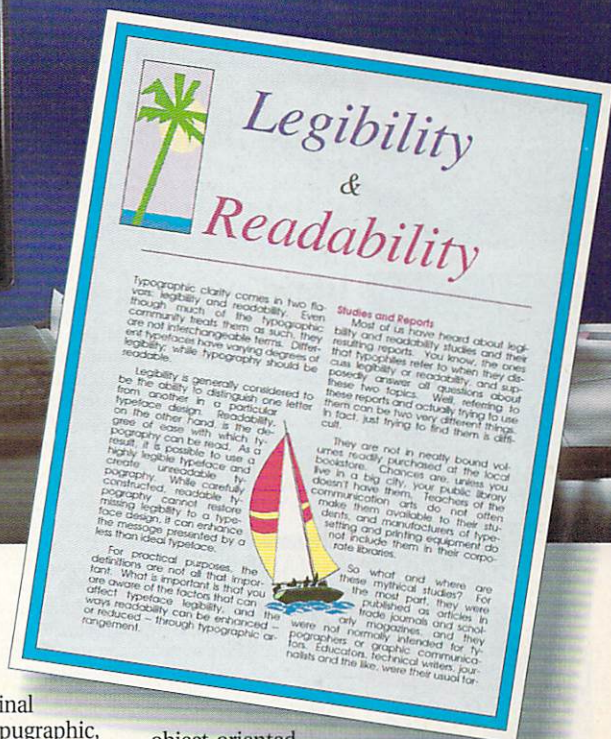 Legibility
&
Readability
Typographic clarity comes in two fla-
vors: legibility and readability. Even
though much of the typographic
community treats them as such, they
are not interchangeable terms. Differ-
ent typefaces have varying degrees of
legibility, while typography should be
readable.
Legibility is generally considered to
be the ability to distinguish one letter
from another in a particular
typeface design. Readability,
on the other hand, is the de-
gree of ease with which ty-
pography can be read. As a
result, it is possible to use a
highly legible typeface and
create unreadable ty-
pography. While carefully
constructed, readable ty-
pography cannot restore
missing legibility to a type-
face design, it can enhance
the message presented by a
less than ideal typeface.
For practical purposes, the
definitions are not all that impor-
tant. What is important is that you
are aware of the factors that can
affect typeface legibility, and the
ways readability can be enhanced –
or reduced – through typographic ar-
rangement.
Studies and Reports
Most of us have heard about legi-
bility and readability studies and their
resulting reports. You know, the ones
that typophiles refer to when they dis-
cuss legibility or readability, and sup-
posedly answer all questions about
these two topics. Well, referring to
these reports and actually trying to use
them can be two very different things.
In fact just trying to find them is diffi-
cult.
They are not in neatly bound vol-
umes readily purchased at the local
bookstore. Chances are, unless you
live in a big city, your public library
doesn't have them. Teachers of the
communication arts do not often
make them available to their stu-
dents, and manufacturers of type-
setting and printing equipment do
not include them in their corpo-
rate libraries.
So what and where are
these mythical studies? For
the most part, they were
published as articles in
trade journals and schol-
arly magazines, and they
were not normally intended for ty-
pographers or graphic communica-
tors. Educators, technical writers, jour-
nalists and the like, were their usual tar-
inal
pugraphic,
object-oriented